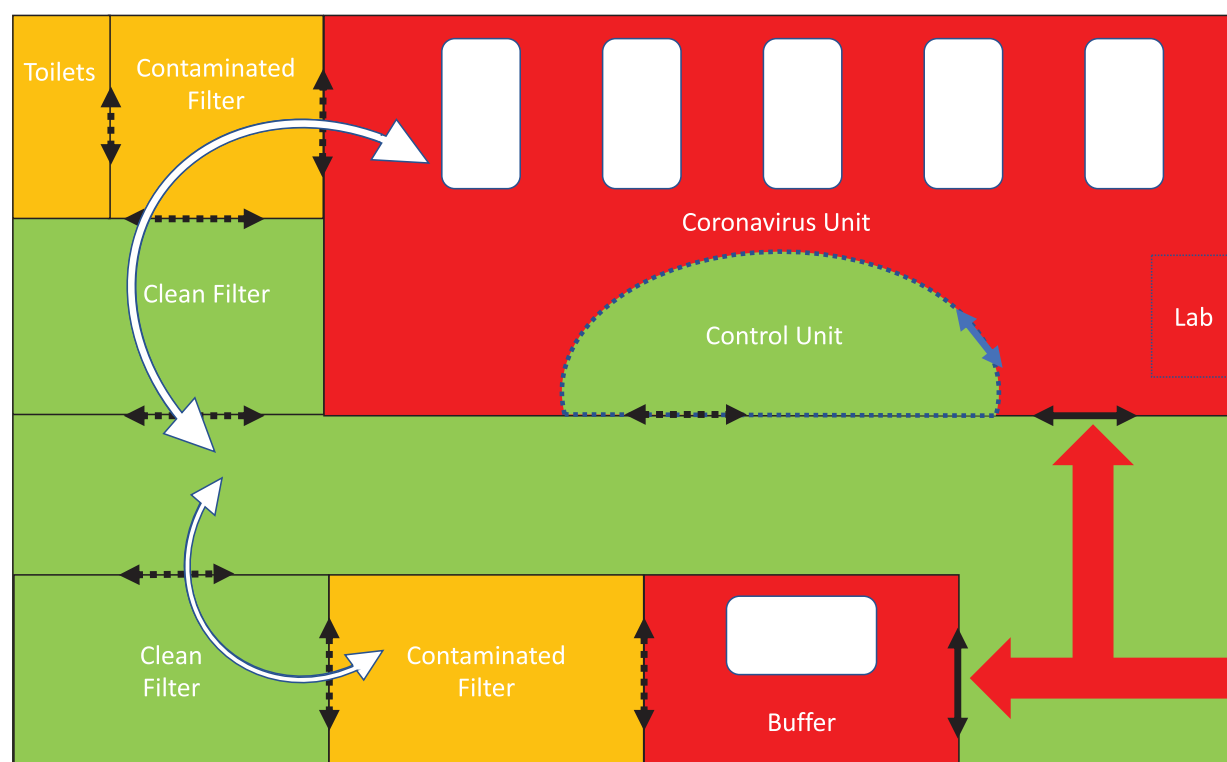 Toilets
Contaminated
Filter
Coronavirus Unit
Clean Filter
Control Unit
Lab
Clean
Filter
Contaminated
Filter
Buffer